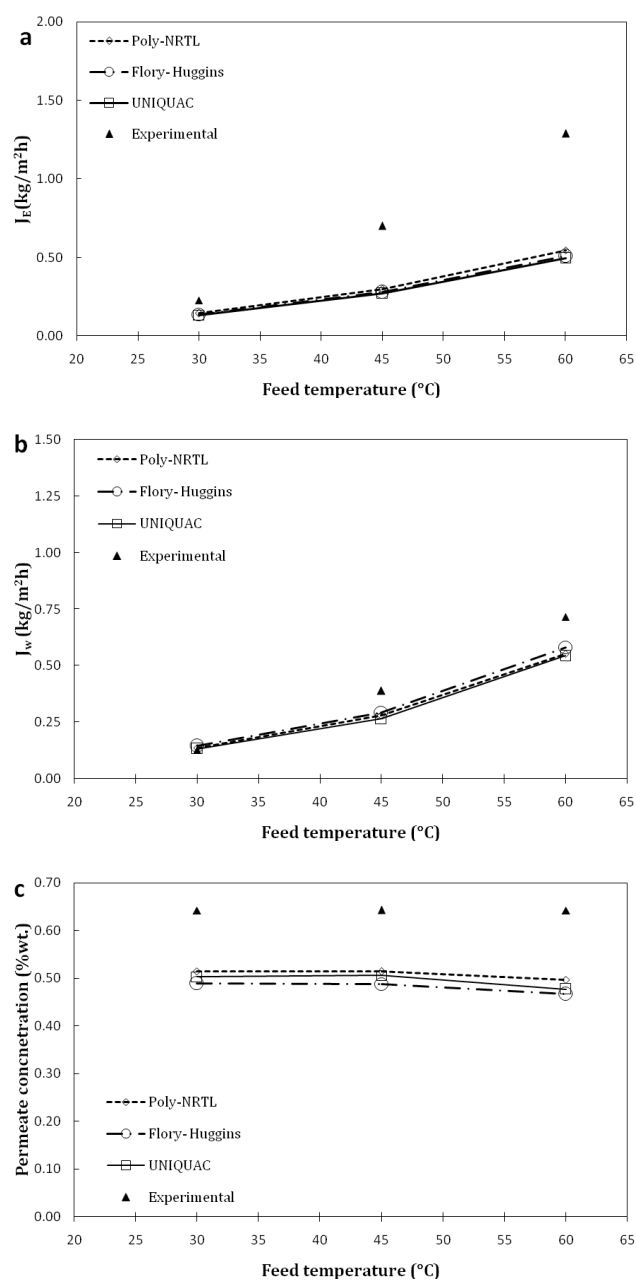 a
2.00
1.50
1.00
0.50
0.00
J_E(kg/m²h)
Poly-NRTL
Flory-Huggins
UNIQUAC
Experimental
20 25 30 35 40 45 50 55 60 65
Feed temperature (°C)
b
1.50
1.25
1.00
0.75
0.50
0.25
0.00
J_w (kg/m²h)
Poly-NRTL
Flory-Huggins
UNIQUAC
Experimental
20 25 30 35 40 45 50 55 60 65
Feed temperature (°C)
c
0.70
0.60
0.50
0.40
0.30
0.20
0.10
0.00
Permeate concnetration (%wt.)
Poly-NRTL
Flory-Huggins
UNIQUAC
Experimental
20 25 30 35 40 45 50 55 60 65
Feed temperature (°C)